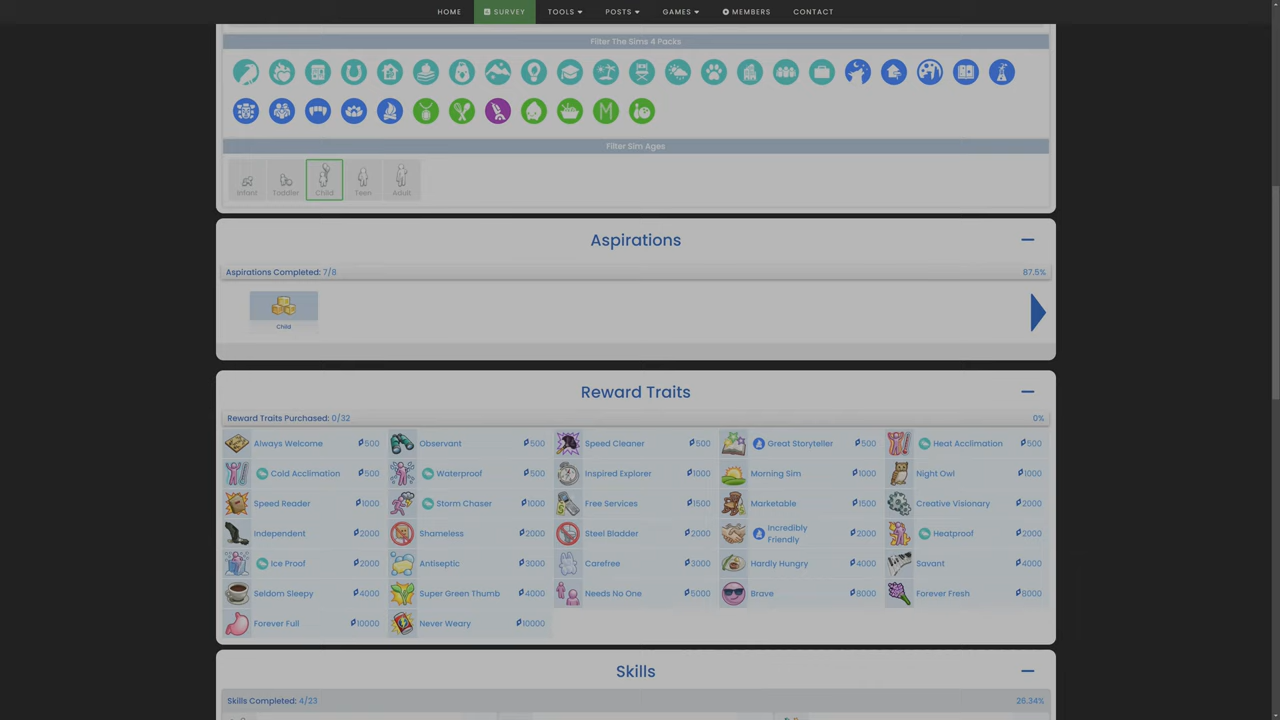 HOME SURVEY TOOLS POSTS GAMES MEMBERS CONTACT
Filter The Sims 4 Packs
Filter Sim Ages
Infant Toddler Child Teen Adult
Aspirations
Aspirations Completed: 7/8 87.5%
Child
Reward Traits
Reward Traits Purchased: 0/32 0%
Always Welcome 500 Observant 500 Speed Cleaner 500 Great Storyteller 500 Heat Acclimation 500
Cold Acclimation 500 Waterproof 500 Inspired Explorer 1000 Morning Sim 1000 Night Owl 1000
Speed Reader 1000 Storm Chaser 1000 Free Services 1500 Marketable 1500 Creative Visionary 2000
Independent 2000 Shameless 2000 Steel Bladder 2000 Incredibly Friendly 2000 Heatproof 2000
Ice Proof 2000 Antiseptic 3000 Carefree 3000 Hardly Hungry 4000 Savant 4000
Seldom Sleepy 4000 Super Green Thumb 4000 Needs No One 5000 Brave 8000 Forever Fresh 8000
Forever Full 10000 Never Weary 10000
Skills
Skills Completed: 4/23 26.34%